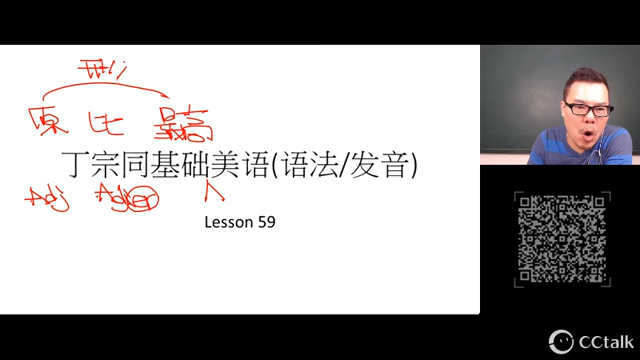 原 比 最高
丁宗同基础美语(语法/发音)
Adj Adjer A
Lesson 59
CCtalk